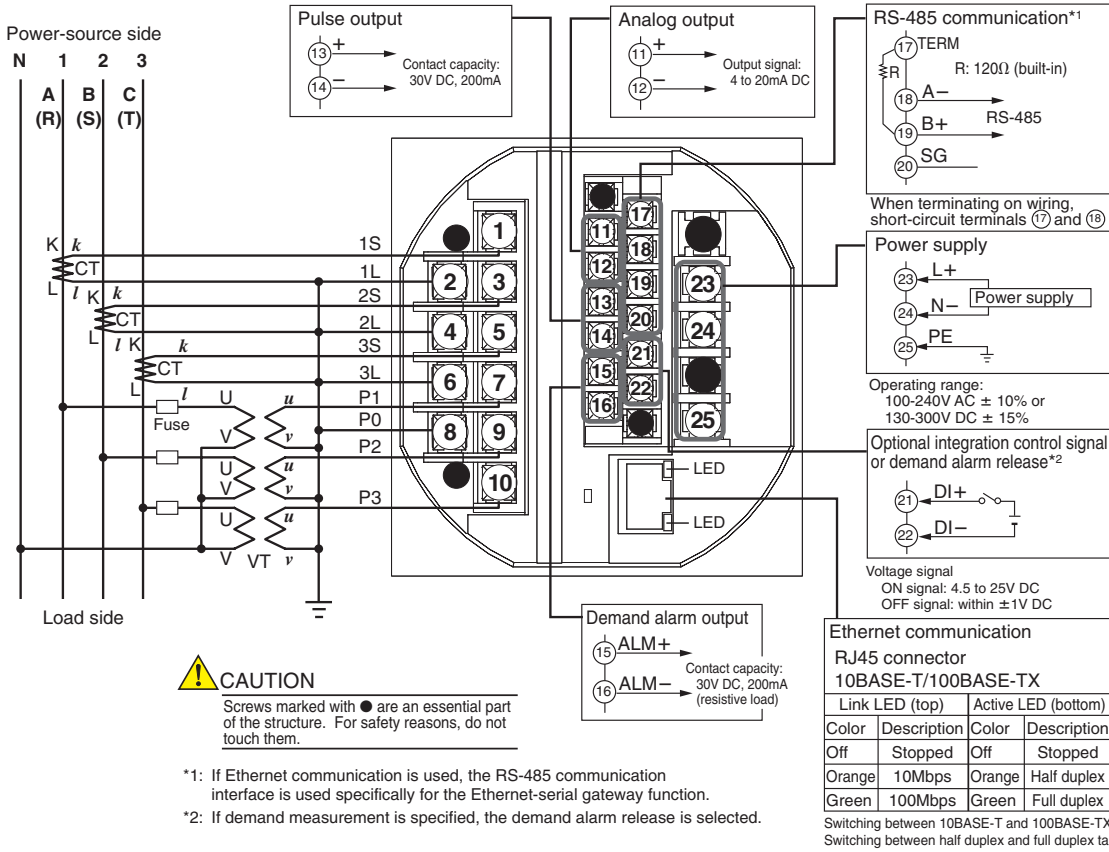 Pulse output
13 +
14 −
Contact capacity:
30V DC, 200mA
Analog output
11 +
12 −
Output signal:
4 to 20mA DC
RS-485 communication*1
17 TERM
R
R: 120Ω (built-in)
18 A−
19 B+
RS-485
20 SG
When terminating on wiring,
short-circuit terminals ⑰ and ⑱
Power-source side
N 1 2 3
A B C
(R) (S) (T)
K k
CT
L l
K k
CT
L l
K k
CT
L l
Fuse
U u
V v
U u
V v
U u
V VT v
Load side
1S
1L
2S
2L
3S
3L
P1
P0
P2
P3
1
2 3
4 5
6 7
8 9
10
11
12
13
14
15
16
17
18
19
20
21
22
23
24
25
LED
LED
Power supply
23 L+
24 N−
Power supply
25 PE
Operating range:
100-240V AC ± 10% or
130-300V DC ± 15%
Optional integration control signal
or demand alarm release*2
21 DI+
22 DI−
Voltage signal
ON signal: 4.5 to 25V DC
OFF signal: within ±1V DC
Demand alarm output
15 ALM+
16 ALM−
Contact capacity:
30V DC, 200mA
(resistive load)
Ethernet communication
RJ45 connector
10BASE-T/100BASE-TX
Link LED (top) Active LED (bottom)
Color Description Color Description
Off Stopped Off Stopped
Orange 10Mbps Orange Half duplex
Green 100Mbps Green Full duplex
Switching between 10BASE-T and 100BASE-TX
Switching between half duplex and full duplex ta
! CAUTION
Screws marked with ● are an essential part
of the structure. For safety reasons, do not
touch them.
*1: If Ethernet communication is used, the RS-485 communication
interface is used specifically for the Ethernet-serial gateway function.
*2: If demand measurement is specified, the demand alarm release is selected.